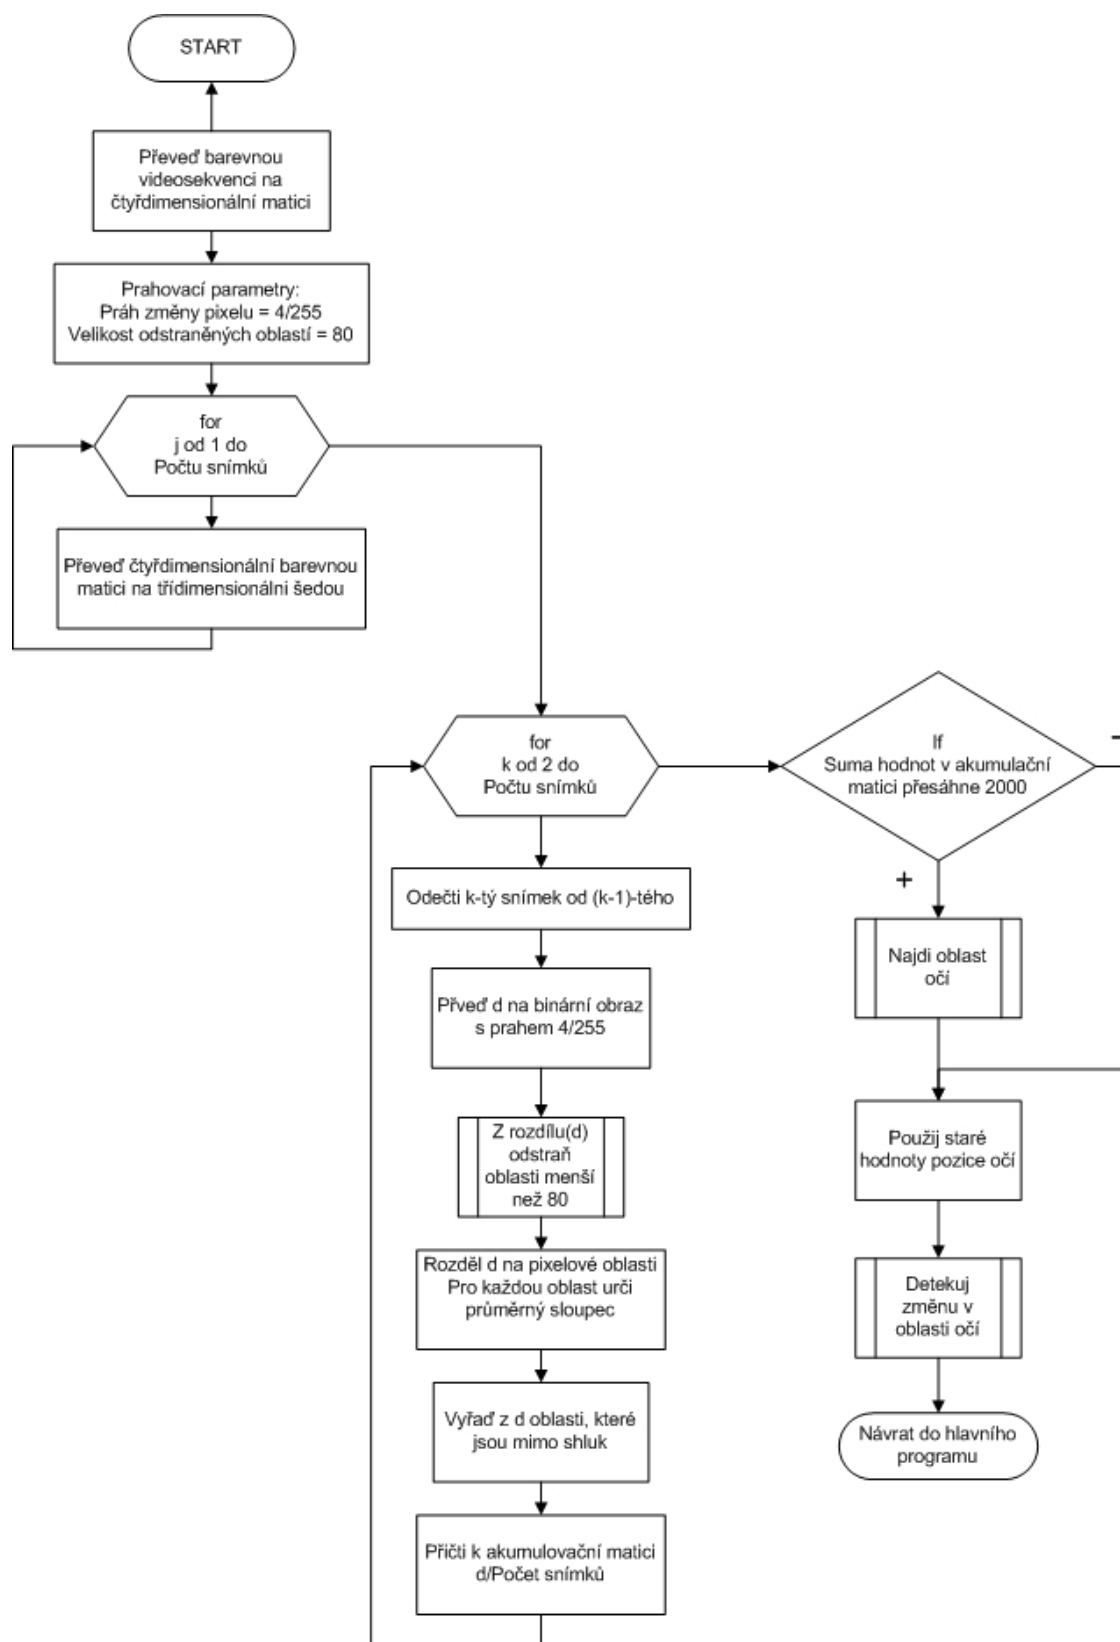 START
Převeď barevnou
videosekvenci na
čtyřdimensionální matici
Prahovací parametry:
Práh změny pixelu = 4/255
Velikost odstraněných oblastí = 80
for
j od 1 do
Počtu snímků
Převeď čtyřdimensionální barevnou
matici na třídimensionálni šedou
for
k od 2 do
Počtu snímků
Odečti k-tý snímek od (k-1)-tého
Přveď d na binární obraz
s prahem 4/255
Z rozdílu(d)
odstraň
oblasti menší
než 80
Rozděl d na pixelové oblasti
Pro každou oblast urči
průměrný sloupec
Vyřaď z d oblasti, které
jsou mimo shluk
Přičti k akumulovační matici
d/Počet snímků
If
Suma hodnot v akumulační
matici přesáhne 2000
-
+
Najdi oblast
očí
Použij staré
hodnoty pozice očí
Detekuj
změnu v
oblasti očí
Návrat do hlavního
programu